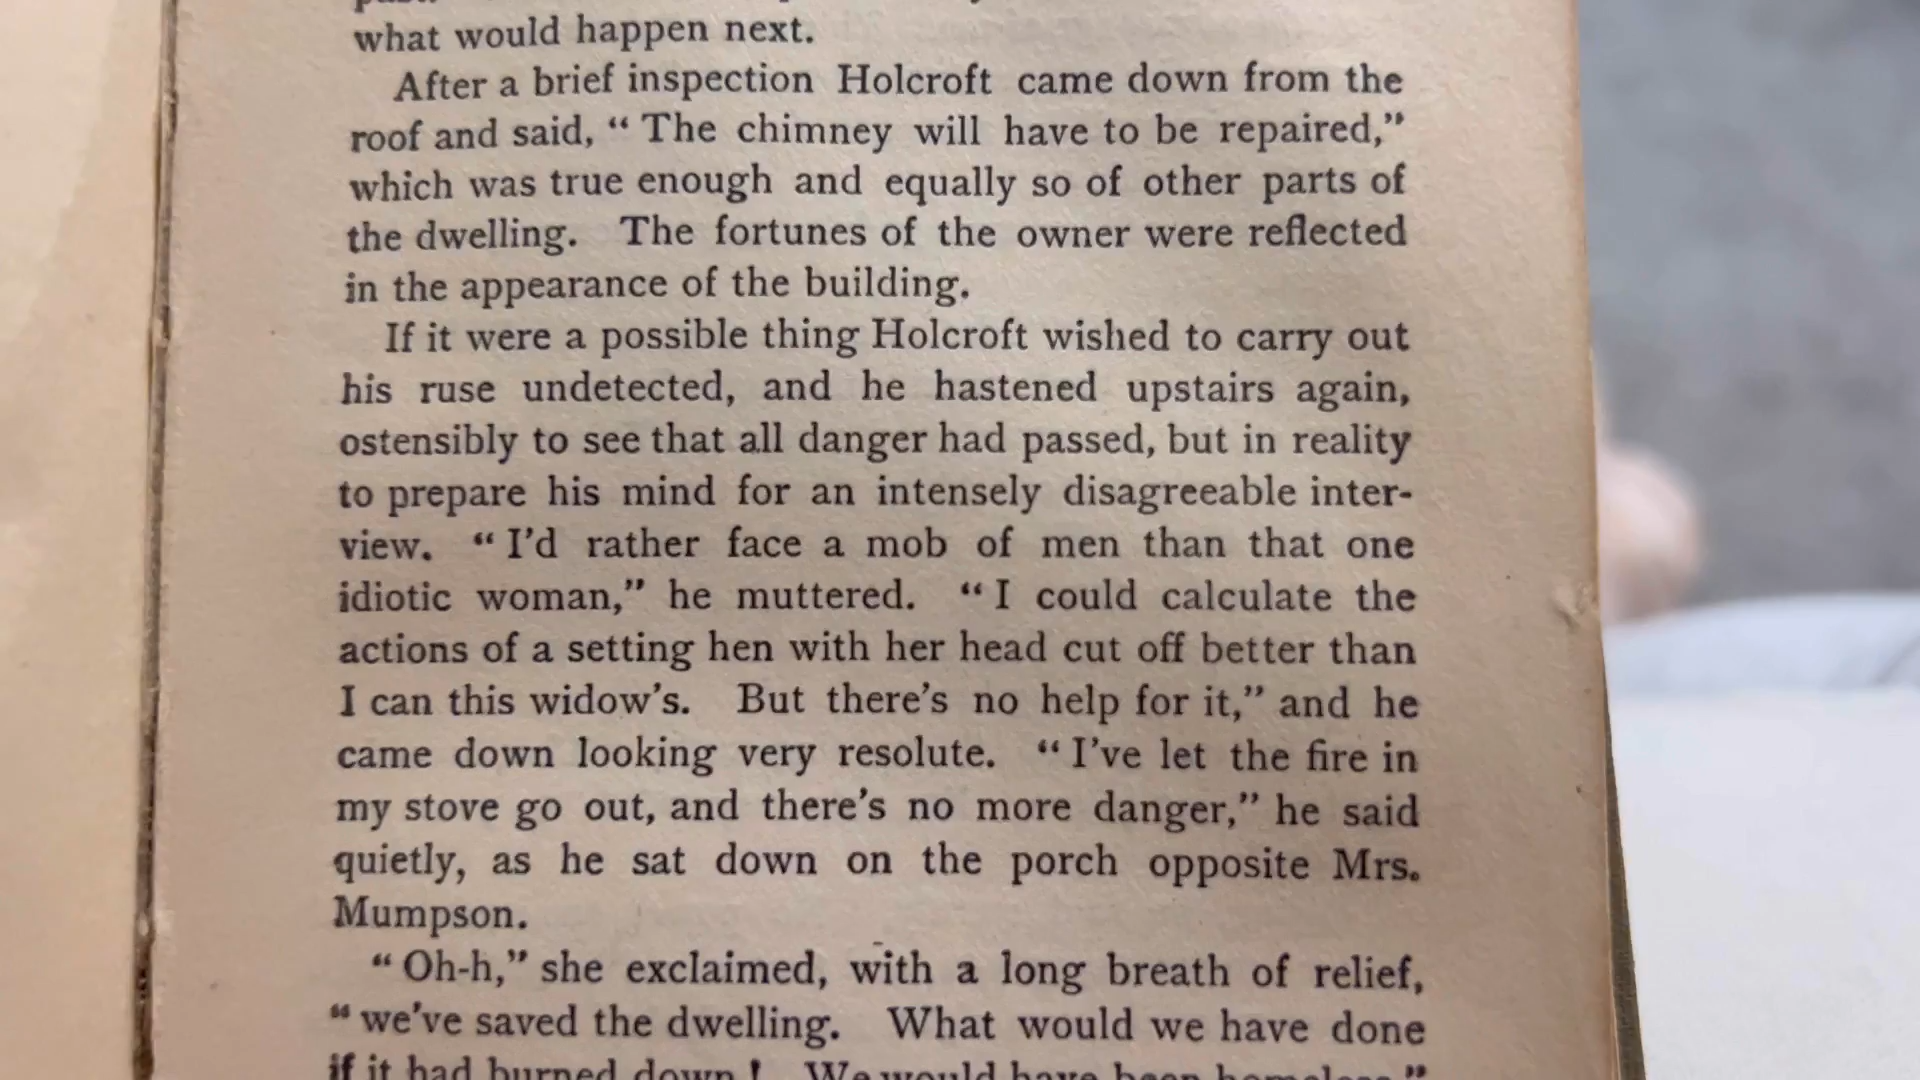 what would happen next.
After a brief inspection Holcroft came down from the
roof and said, “ The chimney will have to be repaired,”
which was true enough and equally so of other parts of
the dwelling. The fortunes of the owner were reflected
in the appearance of the building.
If it were a possible thing Holcroft wished to carry out
his ruse undetected, and he hastened upstairs again,
ostensibly to see that all danger had passed, but in reality
to prepare his mind for an intensely disagreeable inter-
view. “ I’d rather face a mob of men than that one
idiotic woman,” he muttered. “ I could calculate the
actions of a setting hen with her head cut off better than
I can this widow’s. But there’s no help for it,” and he
came down looking very resolute. “ I’ve let the fire in
my stove go out, and there’s no more danger,” he said
quietly, as he sat down on the porch opposite Mrs.
Mumpson.
“ Oh-h,” she exclaimed, with a long breath of relief,
“ we’ve saved the dwelling. What would we have done
if it had burned down ! We would have been homeless.”